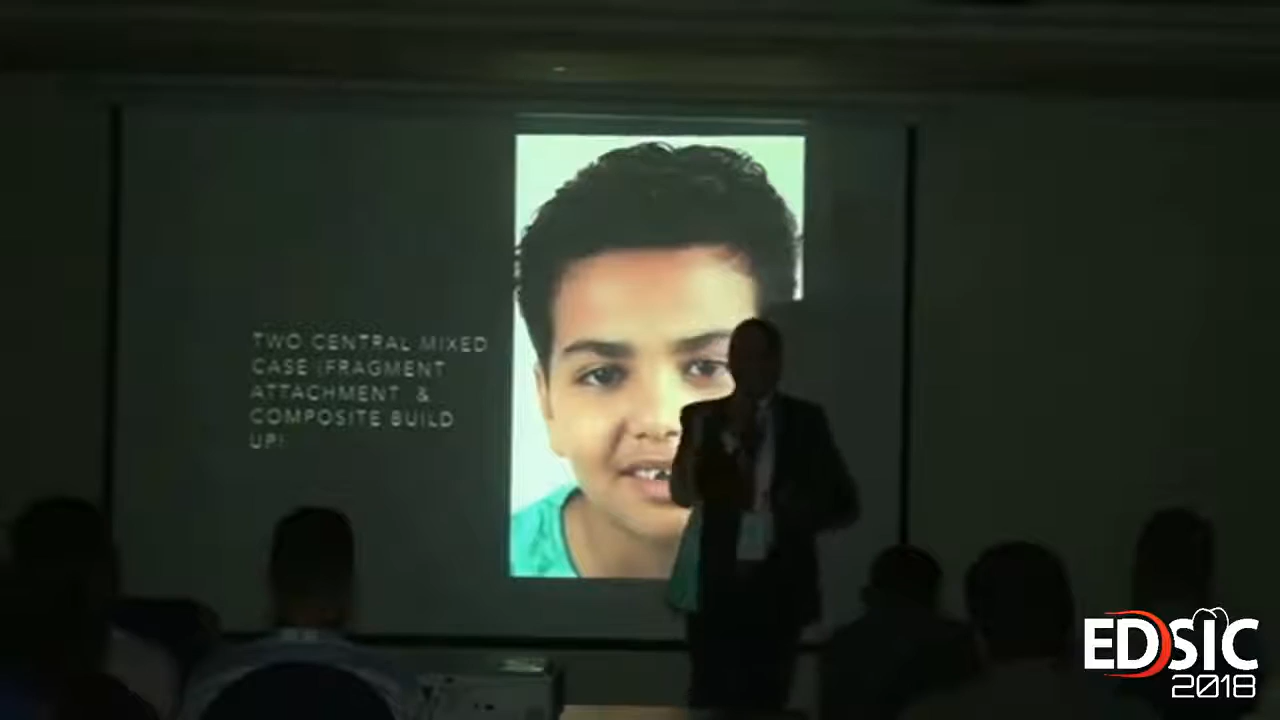 TWO CENTRAL MIXED
CASE (FRAGMENT
ATTACHMENT &
COMPOSITE BUILD
UP)
EDSIC
2018